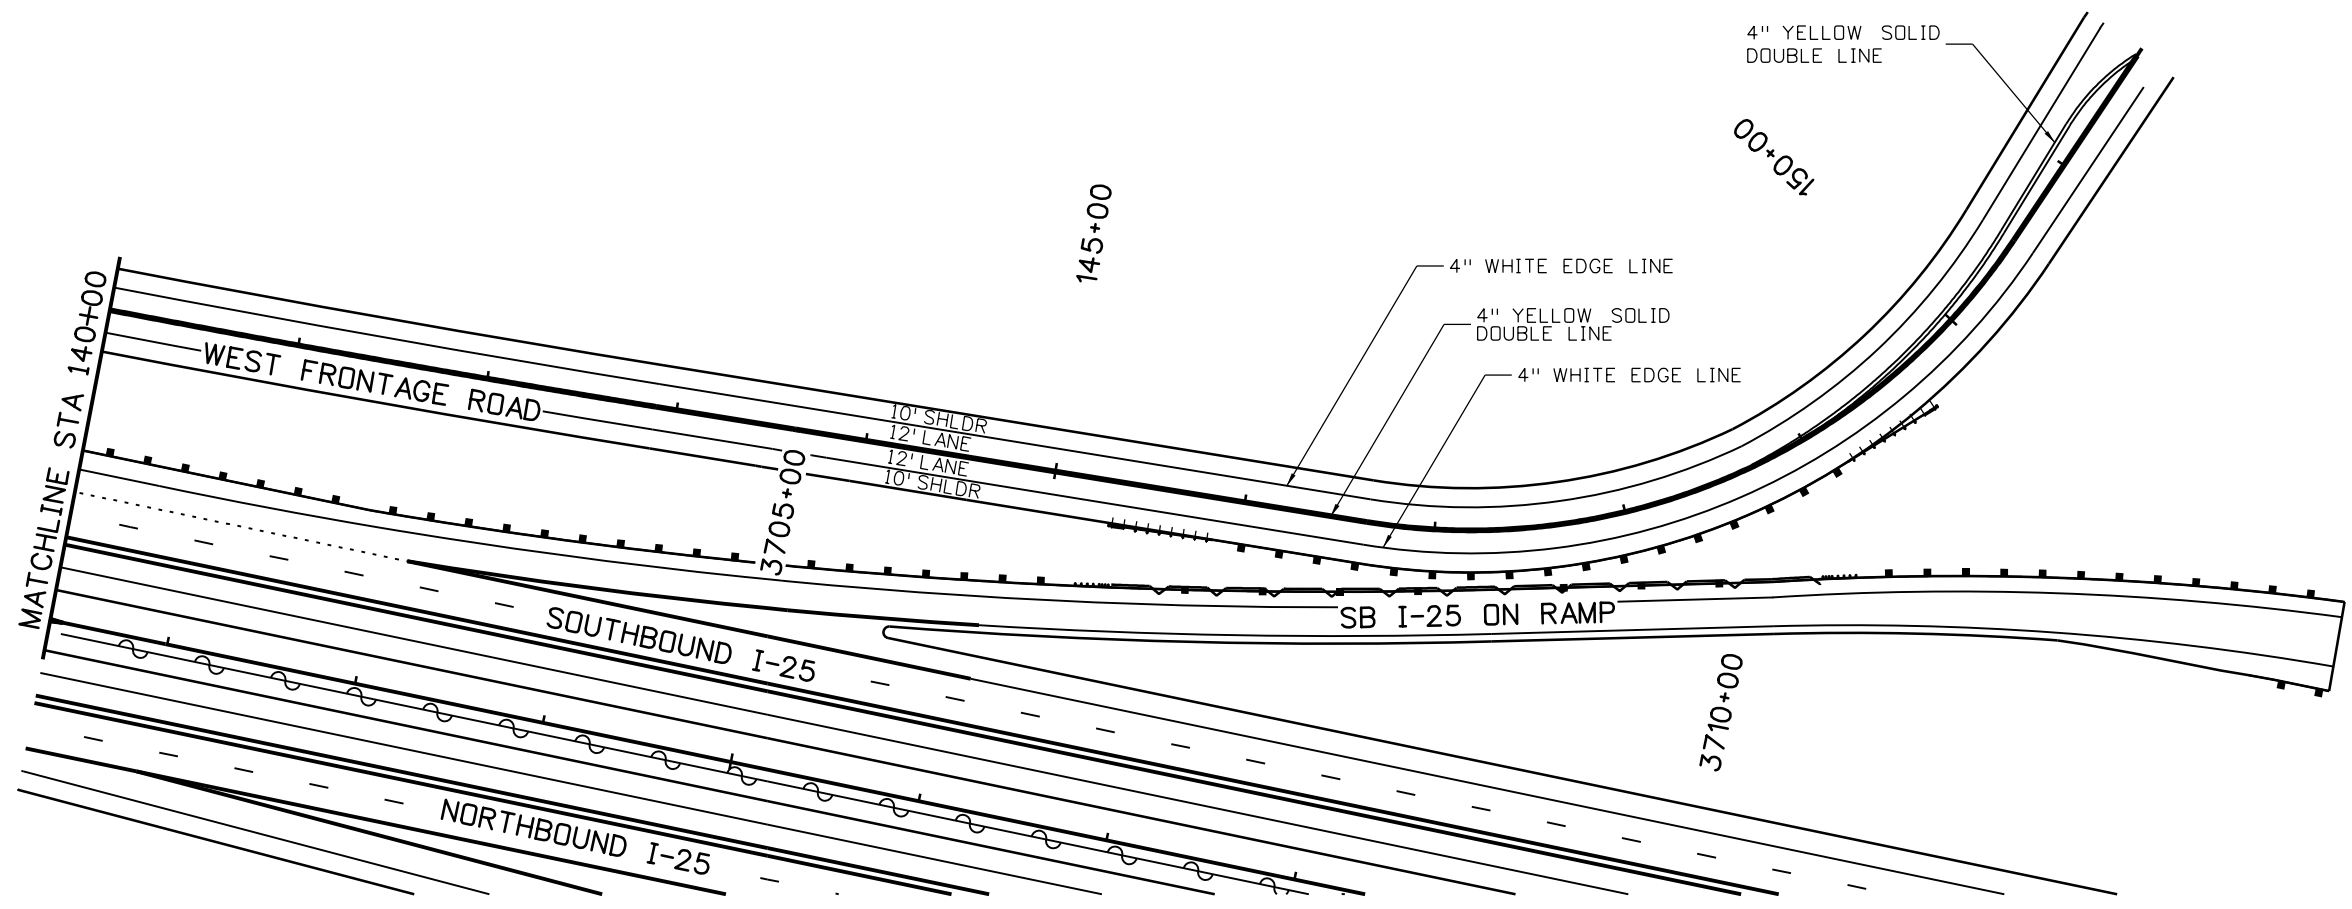 4" YELLOW SOLID
DOUBLE LINE
150+00
145+00
4" WHITE EDGE LINE
4" YELLOW SOLID
DOUBLE LINE
4" WHITE EDGE LINE
MATCHLINE STA 140+00
WEST FRONTAGE ROAD
10' SHLDR
12' LANE
12' LANE
10' SHLDR
3705+00
SB I-25 ON RAMP
SOUTHBOUND I-25
3710+00
NORTHBOUND I-25